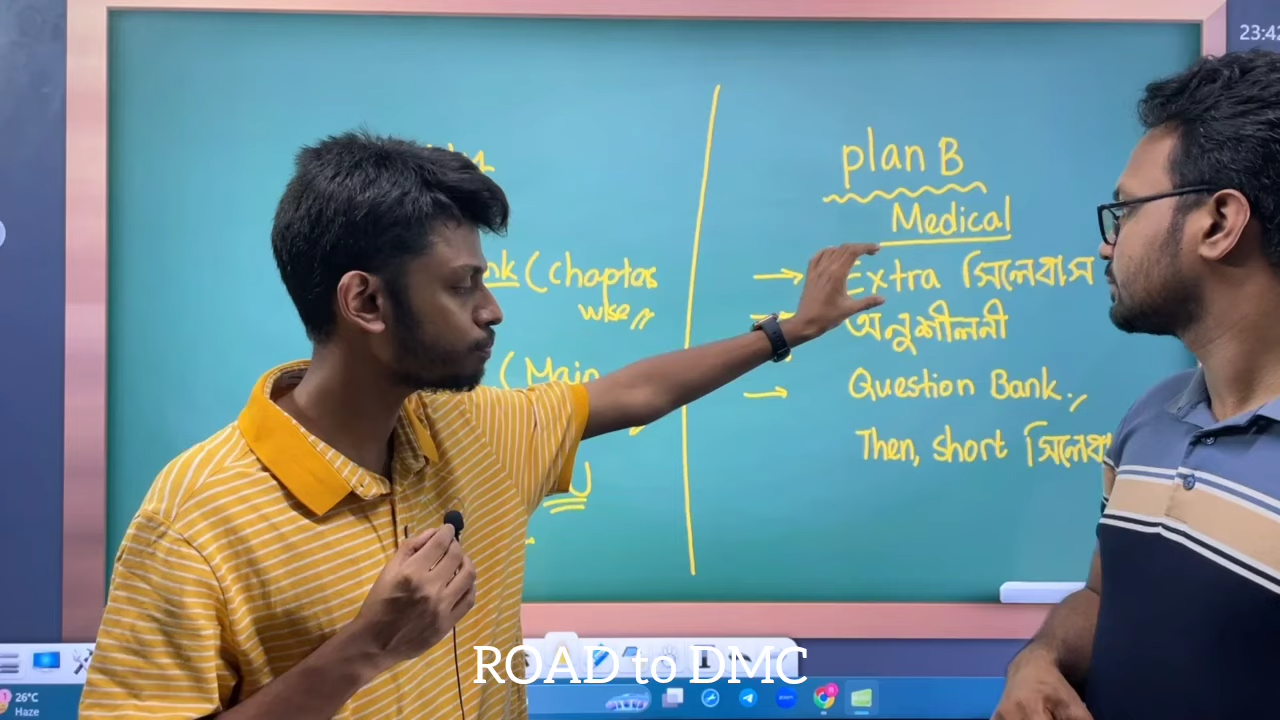 23:42
nk (chapter
wise,,
(Main
plan B
Medical
→ Extra সিলেবাস
অনুশীলনী
→ Question Bank.,
Then, short
ROAD to DMC
26°C
Haze